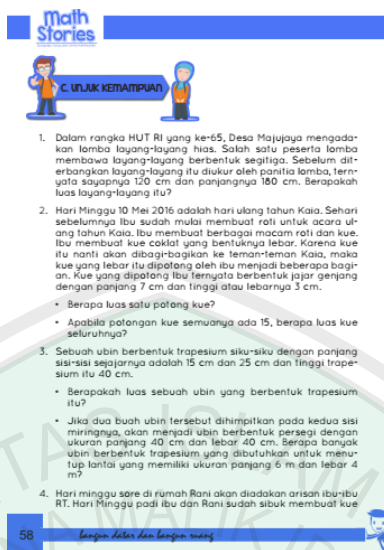 Math
Stories
C. UNJUK KEMAMPUAN
1. Dalam rangka HUT RI yang ke-65, Desa Majujaya mengada-
kan lomba layang-layang hias. Salah satu peserta lomba
membawa layang-layang berbentuk segitiga. Sebelum dit-
erbangkan layang-layang itu diukur oleh panitia lomba, tern-
yata sayapnya 120 cm dan panjangnya 180 cm. Berapakah
luas layang-layang itu?
2. Hari Minggu 10 Mei 2016 adalah hari ulang tahun Kaia. Sehari
sebelumnya Ibu sudah mulai membuat roti untuk acara ul-
ang tahun Kaia. Ibu membuat berbagai macam roti dan kue.
Ibu membuat kue coklat yang bentuknya lebar. Karena kue
itu nanti akan dibagi-bagikan ke teman-teman Kaia, maka
kue yang lebar itu dipotong oleh ibu menjadi beberapa bagi-
an. Kue yang dipotong Ibu ternyata berbentuk jajar genjang
dengan panjang 7 cm dan tinggi atau lebarnya 3 cm.
• Berapa luas satu potong kue?
• Apabila potongan kue semuanya ada 15, berapa luas kue
seluruhnya?
3. Sebuah ubin berbentuk trapesium siku-siku dengan panjang
sisi-sisi sejajarnya adalah 15 cm dan 25 cm dan tinggi trape-
sium itu 40 cm.
• Berapakah luas sebuah ubin yang berbentuk trapesium
itu?
• Jika dua buah ubin tersebut dihimpitkan pada kedua sisi
miringnya, akan menjadi ubin berbentuk persegi dengan
ukuran panjang 40 cm dan lebar 40 cm. Berapa banyak
ubin berbentuk trapesium yang dibutuhkan untuk menu-
tup lantai yang memiliki ukuran panjang 6 m dan lebar 4
m?
4. Hari minggu sore di rumah Rani akan diadakan arisan ibu-ibu
RT. Hari Minggu padi ibu dan Rani sudah sibuk membuat kue
58 bangun datar dan bangun ruang